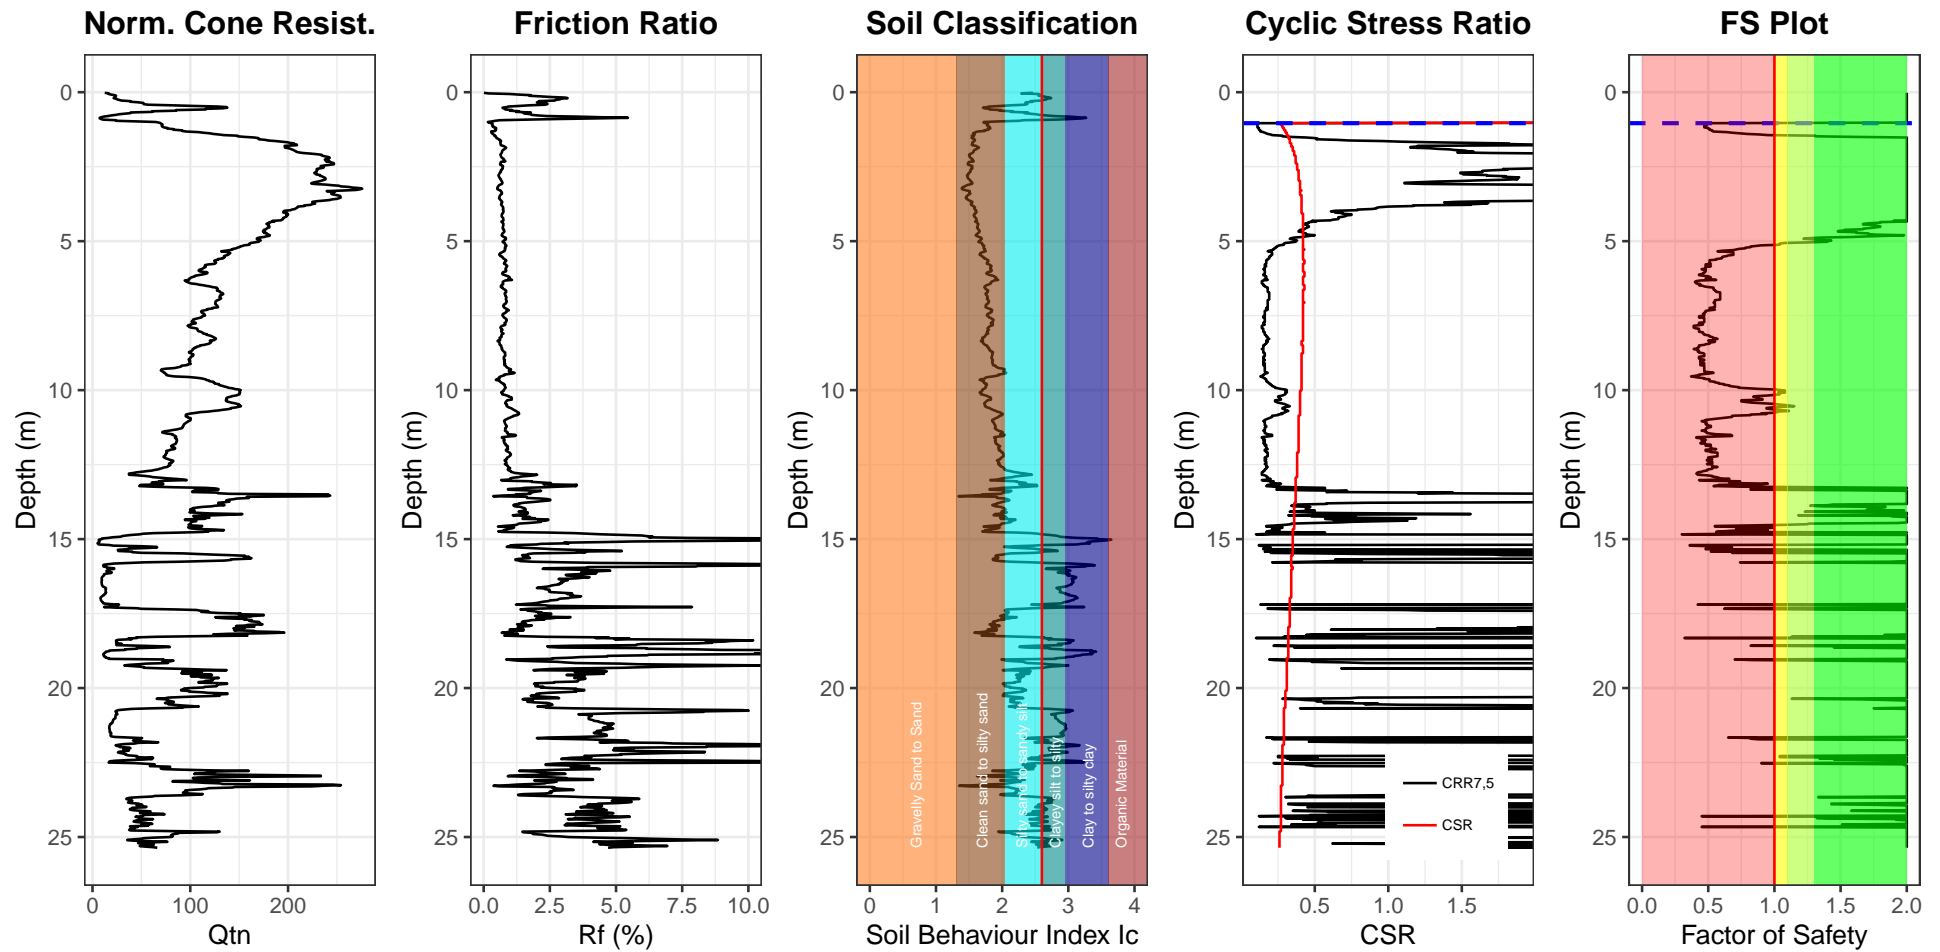 Norm. Cone Resist.
Friction Ratio
Soil Classification
Cyclic Stress Ratio
FS Plot
0
5
10
15
20
25
Depth (m)
0
100
200
Qtn
0
5
10
15
20
25
Depth (m)
0.0
2.5
5.0
7.5
10.0
Rf (%)
0
5
10
15
20
25
Depth (m)
Gravelly Sand to Sand
Clean sand to silty sand
Silty sand to sandy silt
Clayey silt to silty
Clay to silty clay
Organic Material
0
1
2
3
4
Soil Behaviour Index Ic
0
5
10
15
20
25
Depth (m)
CRR7,5
CSR
0.5
1.0
1.5
CSR
0
5
10
15
20
25
Depth (m)
0.0
0.5
1.0
1.5
2.0
Factor of Safety